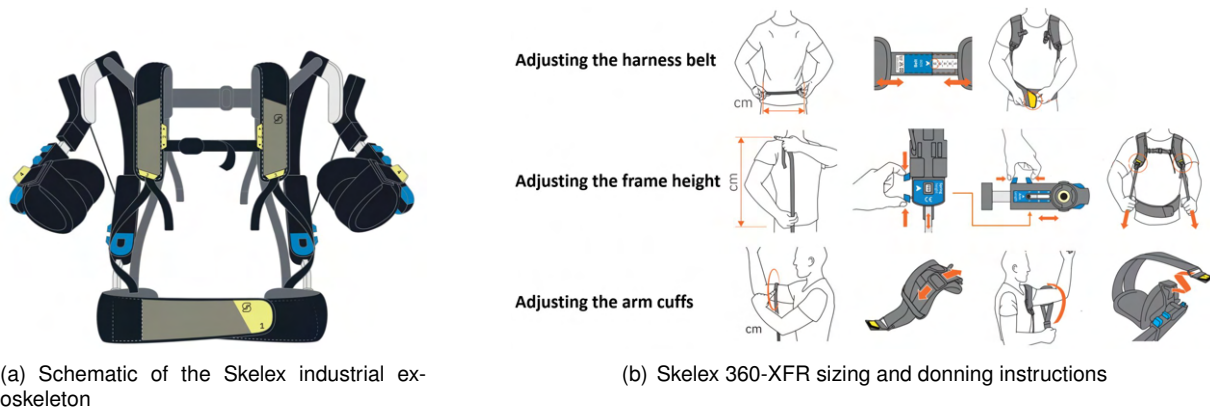 Adjusting the harness belt
cm
Adjusting the frame height
cm
Adjusting the arm cuffs
cm
1
(a) Schematic of the Skelex industrial ex-
oskeleton
(b) Skelex 360-XFR sizing and donning instructions